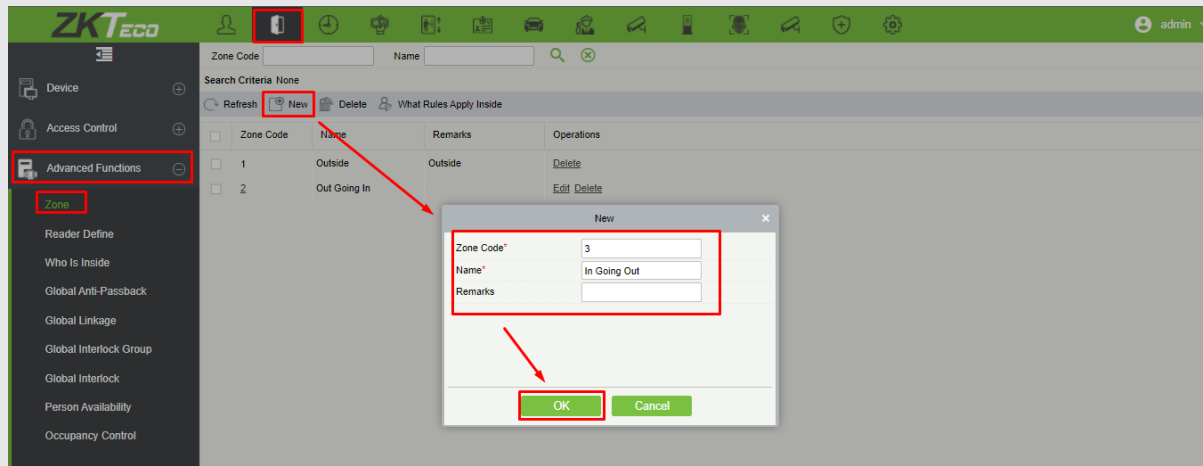 ZKTECO
admin
Zone Code Name
Search Criteria None
Refresh New Delete What Rules Apply Inside
Device
Access Control
Advanced Functions
Zone
Reader Define
Who Is Inside
Global Anti-Passback
Global Linkage
Global Interlock Group
Global Interlock
Person Availability
Occupancy Control
Zone Code Name Remarks Operations
1 Outside Outside Delete
2 Out Going In Edit Delete
New
Zone Code* 3
Name* In Going Out
Remarks
OK Cancel